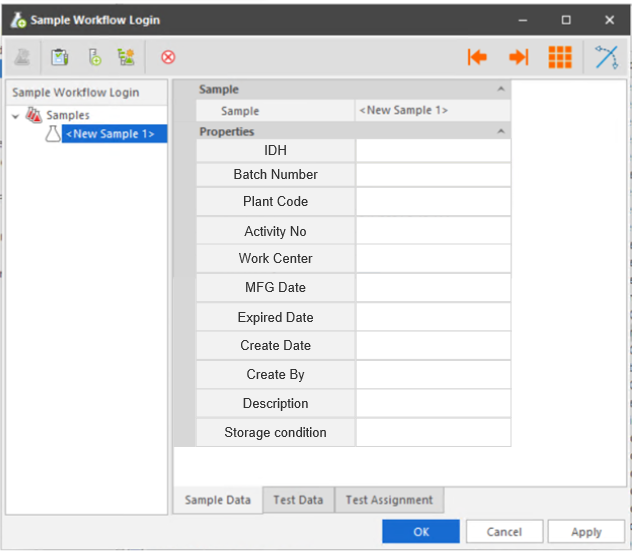 Sample Workflow Login
Sample Workflow Login
Samples
<New Sample 1>
Sample
Sample <New Sample 1>
Properties
IDH
Batch Number
Plant Code
Activity No
Work Center
MFG Date
Expired Date
Create Date
Create By
Description
Storage condition
Sample Data Test Data Test Assignment
OK Cancel Apply